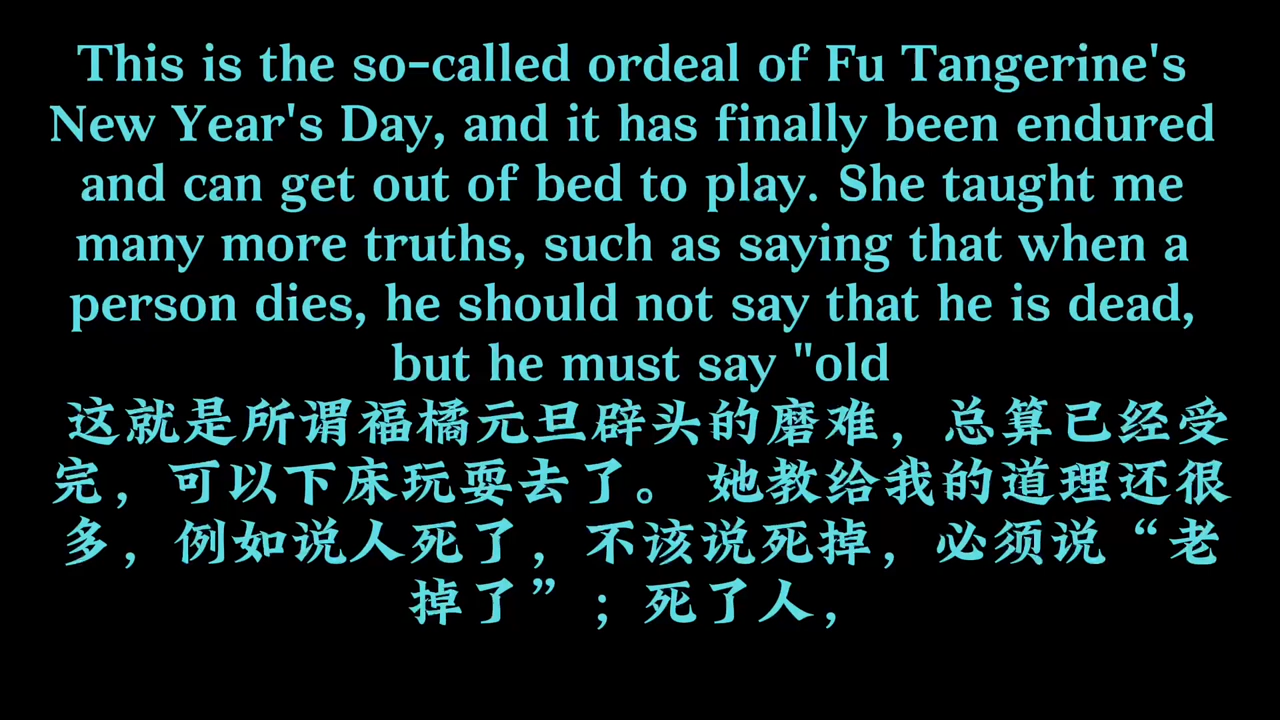 This is the so-called ordeal of Fu Tangerine's
New Year's Day, and it has finally been endured
and can get out of bed to play. She taught me
many more truths, such as saying that when a
person dies, he should not say that he is dead,
but he must say "old
这就是所谓福橘元旦辟头的磨难，总算已经受
完，可以下床玩耍去了。 她教给我的道理还很
多，例如说人死了，不该说死掉，必须说“老
掉了”；死了人，